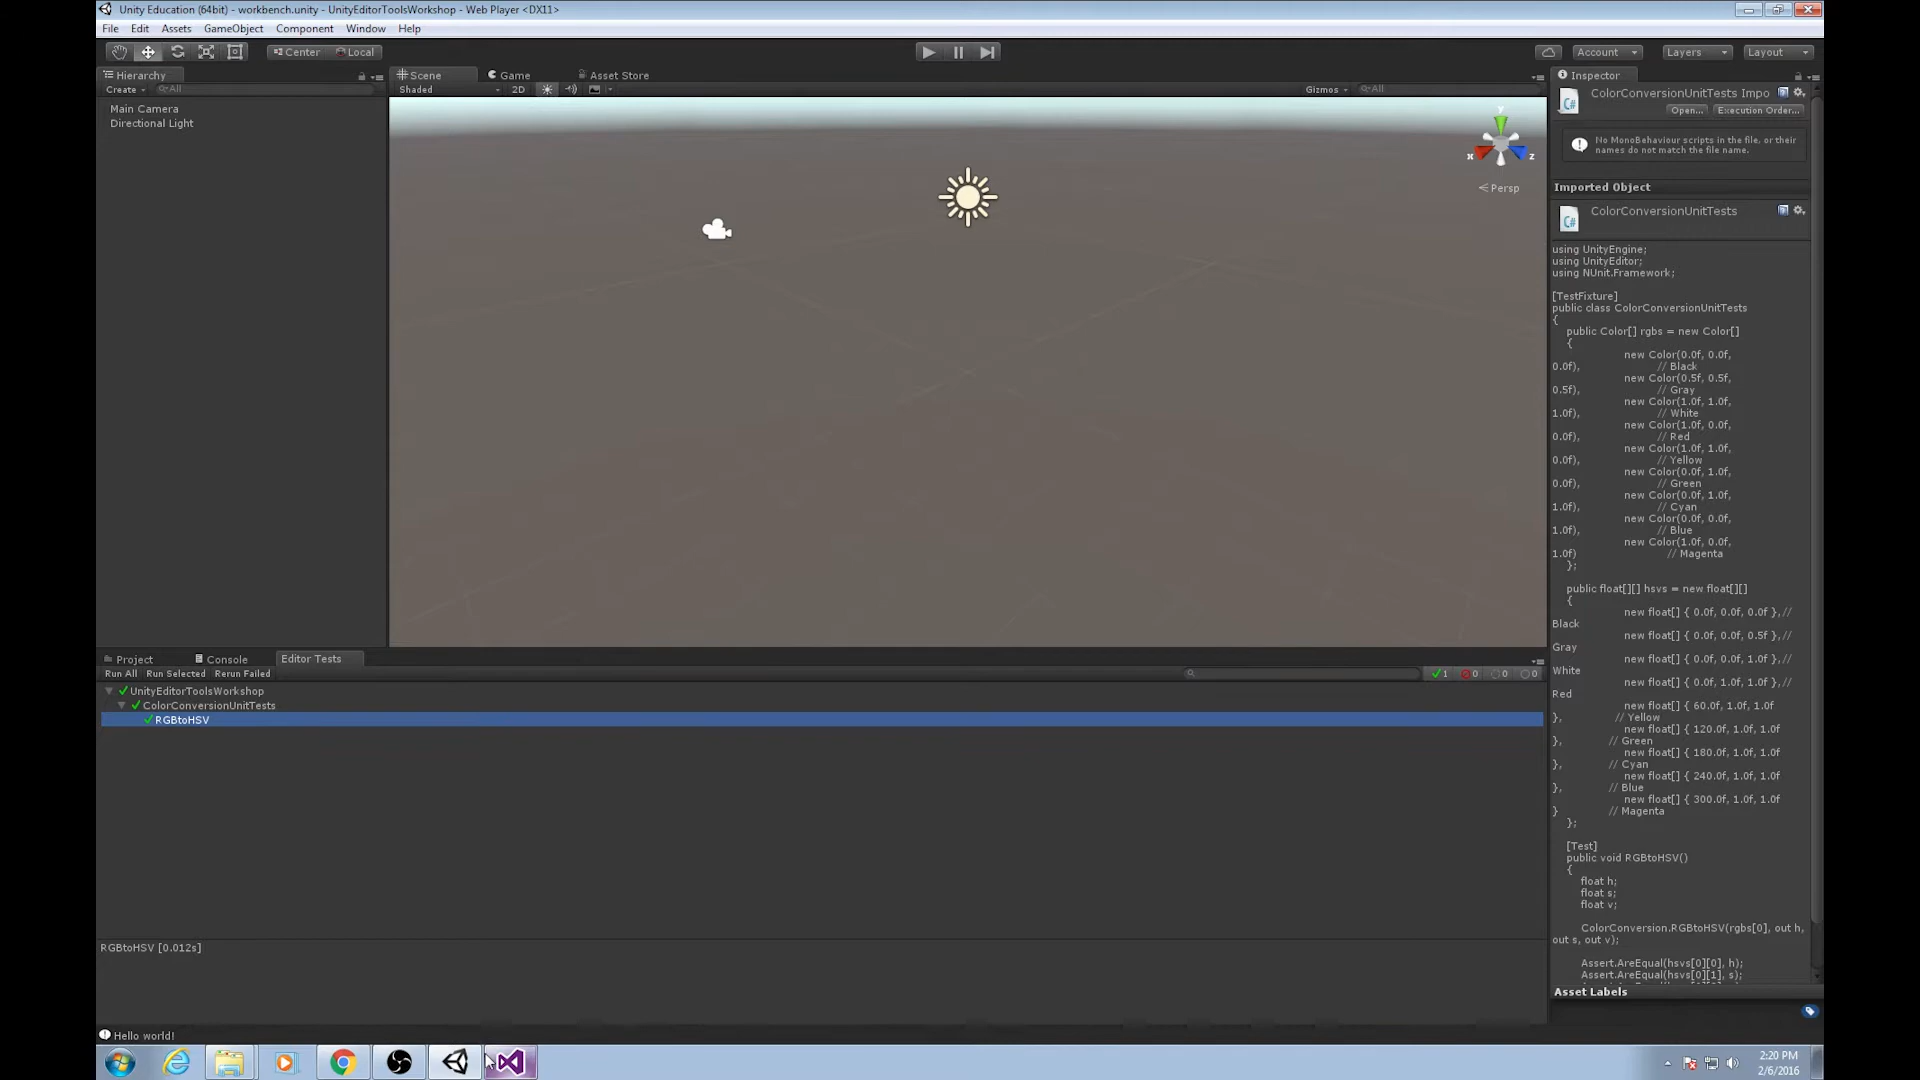 Unity Education (64bit) - workbench.unity - UnityEditorToolsWorkshop - Web Player <DX11>
File Edit Assets GameObject Component Window Help
Center Local
Account Layers Layout
Hierarchy
Create All
Main Camera
Directional Light
Scene Game Asset Store
Shaded 2D Gizmos All
y
x z
Persp
Inspector
ColorConversionUnitTests Impo
Open... Execution Order...
No MonoBehaviour scripts in the file, or their
names do not match the file name.
Imported Object
ColorConversionUnitTests
using UnityEngine;
using UnityEditor;
using NUnit.Framework;
[TestFixture]
public class ColorConversionUnitTests
{
public Color[] rgbs = new Color[]
{
new Color(0.0f, 0.0f,
0.0f), // Black
new Color(0.5f, 0.5f,
0.5f), // Gray
new Color(1.0f, 1.0f,
1.0f), // White
new Color(1.0f, 0.0f,
0.0f), // Red
new Color(1.0f, 1.0f,
0.0f), // Yellow
new Color(0.0f, 1.0f,
0.0f), // Green
new Color(0.0f, 1.0f,
1.0f), // Cyan
new Color(0.0f, 0.0f,
1.0f), // Blue
new Color(1.0f, 0.0f,
1.0f) // Magenta
};
public float[][] hsvs = new float[][]
{
new float[] { 0.0f, 0.0f, 0.0f },//
Black
new float[] { 0.0f, 0.0f, 0.5f },//
Gray
new float[] { 0.0f, 0.0f, 1.0f },//
White
new float[] { 0.0f, 1.0f, 1.0f },//
Red
new float[] { 60.0f, 1.0f, 1.0f
}, // Yellow
new float[] { 120.0f, 1.0f, 1.0f
}, // Green
new float[] { 180.0f, 1.0f, 1.0f
}, // Cyan
new float[] { 240.0f, 1.0f, 1.0f
}, // Blue
new float[] { 300.0f, 1.0f, 1.0f
} // Magenta
};
[Test]
public void RGBtoHSV()
{
float h;
float s;
float v;
ColorConversion.RGBtoHSV(rgbs[0], out h,
out s, out v);
Assert.AreEqual(hsvs[0][0], h);
Assert.AreEqual(hsvs[0][1], s);
Asset Labels
Project Console Editor Tests
Run All Run Selected Rerun Failed
1 0 0 0
UnityEditorToolsWorkshop
ColorConversionUnitTests
RGBtoHSV
RGBtoHSV [0.012s]
Hello world!
2:20 PM
2/6/2016